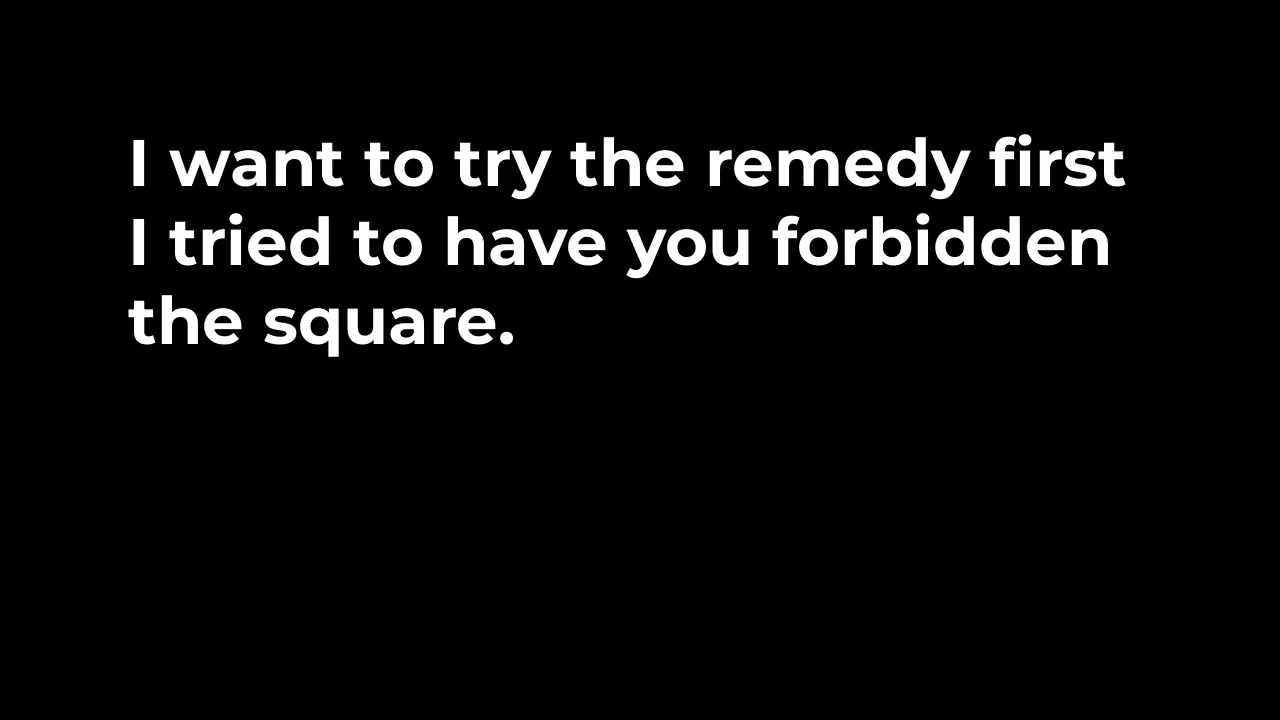 I want to try the remedy first
I tried to have you forbidden
the square.